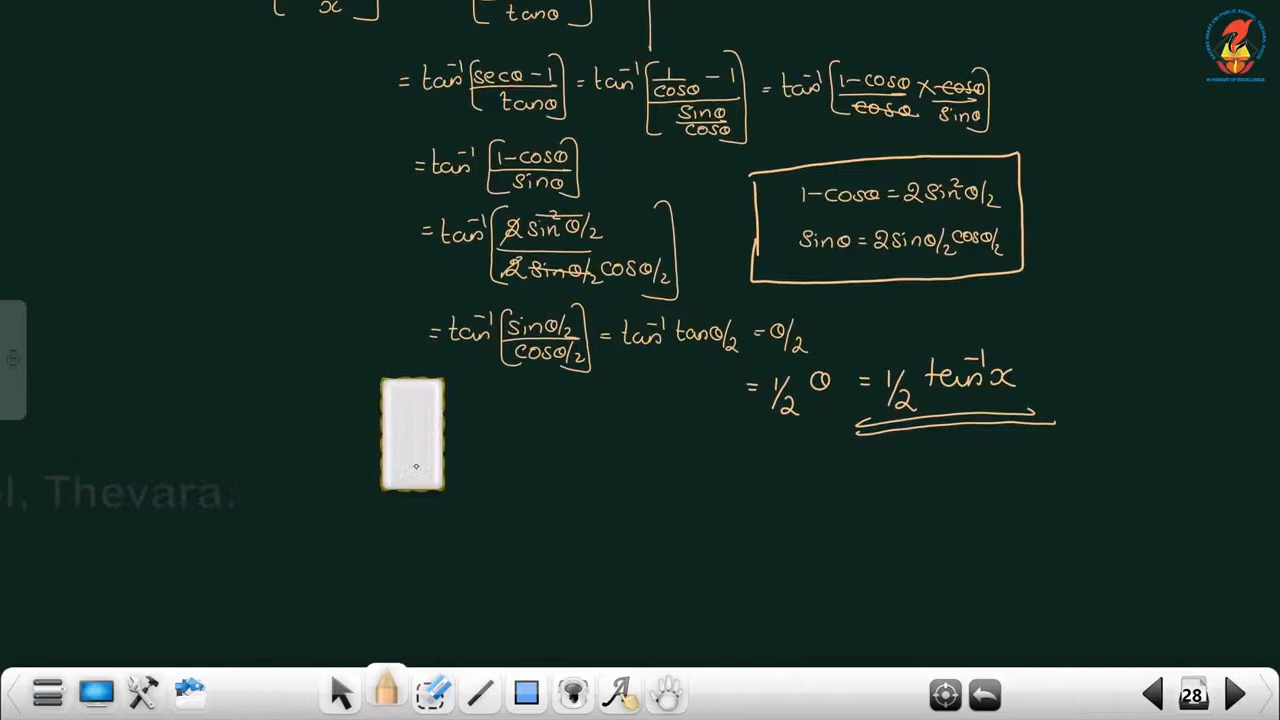 x tanθ
= tan⁻¹[secθ - 1 / tanθ] = tan⁻¹[(1/cosθ - 1) / (sinθ/cosθ)] = tan⁻¹[1-cosθ / cosθ × cosθ / sinθ]
= tan⁻¹[1-cosθ / sinθ]
1-cosθ = 2sin²θ/2
= tan⁻¹[2sin²θ/2 / 2sinθ/2 cosθ/2]
sinθ = 2sinθ/2 cosθ/2
= tan⁻¹[sinθ/2 / cosθ/2] = tan⁻¹ tanθ/2 = θ/2
= 1/2 θ = 1/2 tan⁻¹x
l, Thevara.
28